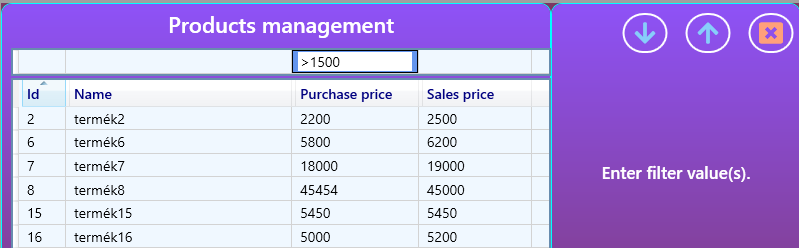 Products management
>1500
Id Name Purchase price Sales price
2 termék2 2200 2500
6 termék6 5800 6200
7 termék7 18000 19000
8 termék8 45454 45000
15 termék15 5450 5450
16 termék16 5000 5200
Enter filter value(s).